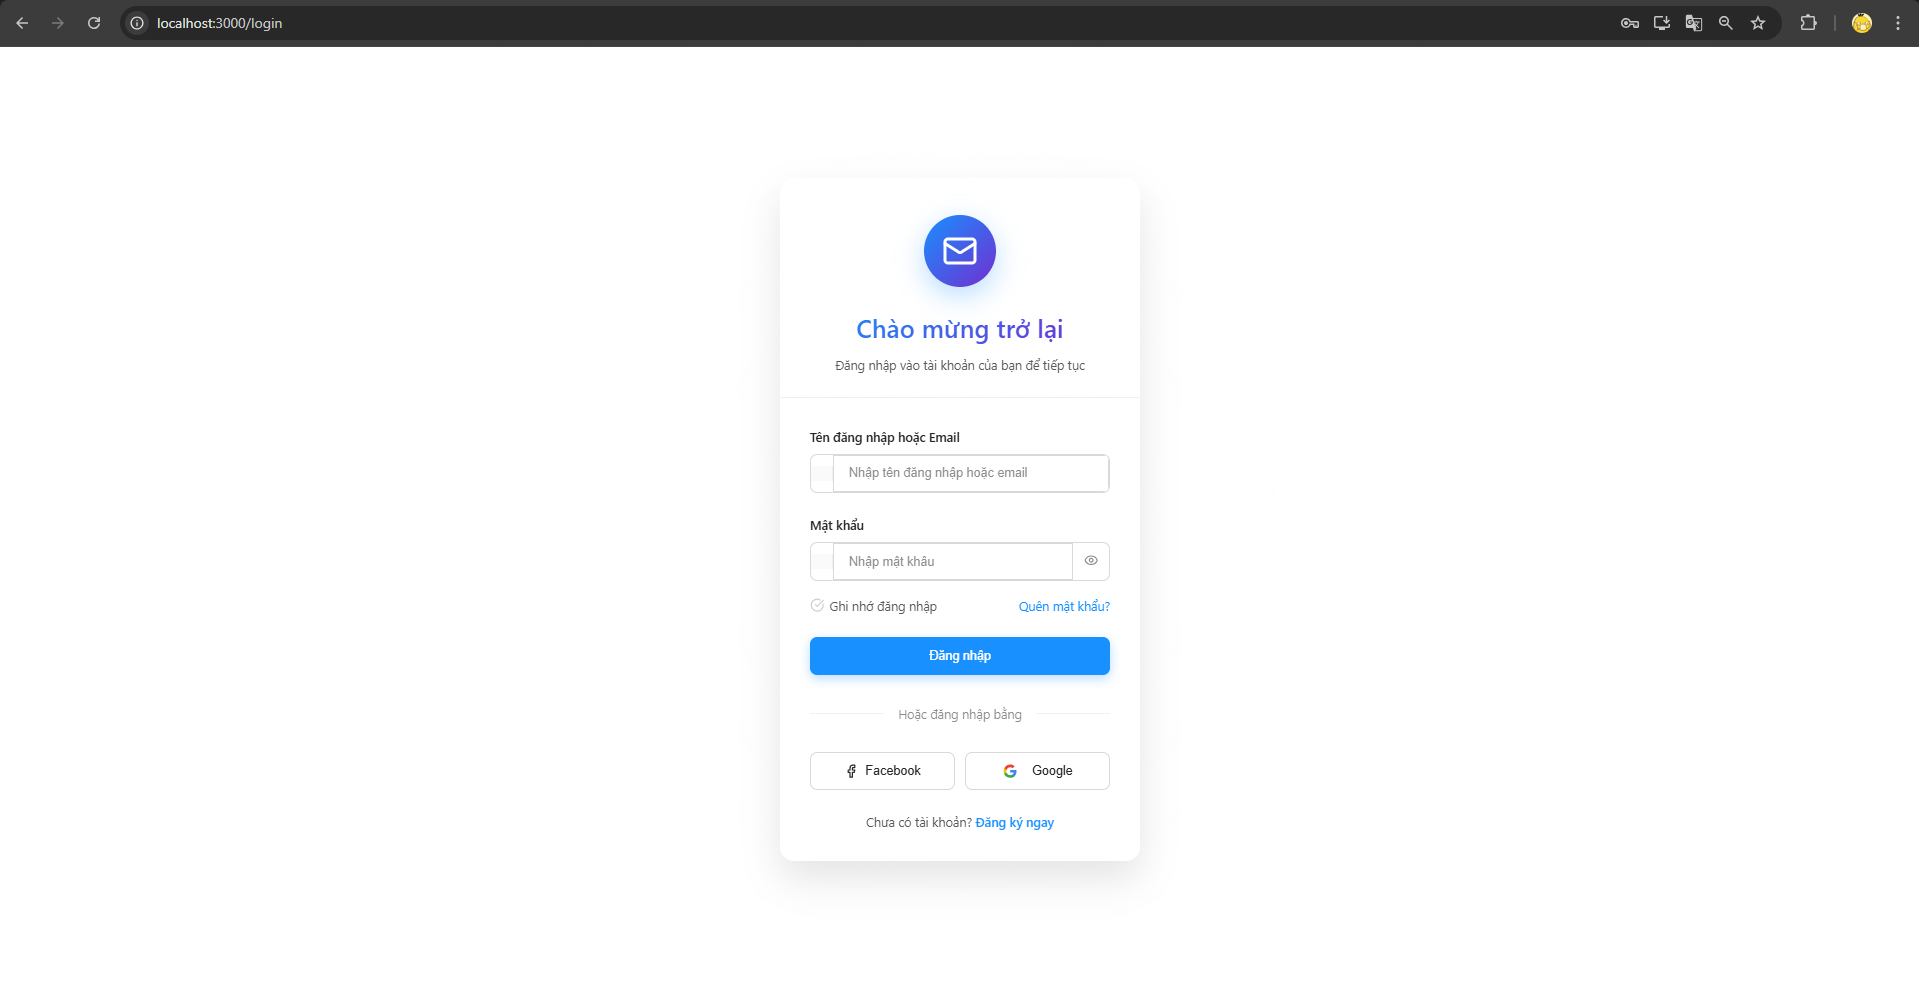 localhost:3000/login
Chào mừng trở lại
Đăng nhập vào tài khoản của bạn để tiếp tục
Tên đăng nhập hoặc Email
Nhập tên đăng nhập hoặc email
Mật khẩu
Nhập mật khẩu
Ghi nhớ đăng nhập Quên mật khẩu?
Đăng nhập
Hoặc đăng nhập bằng
Facebook Google
Chưa có tài khoản? Đăng ký ngay